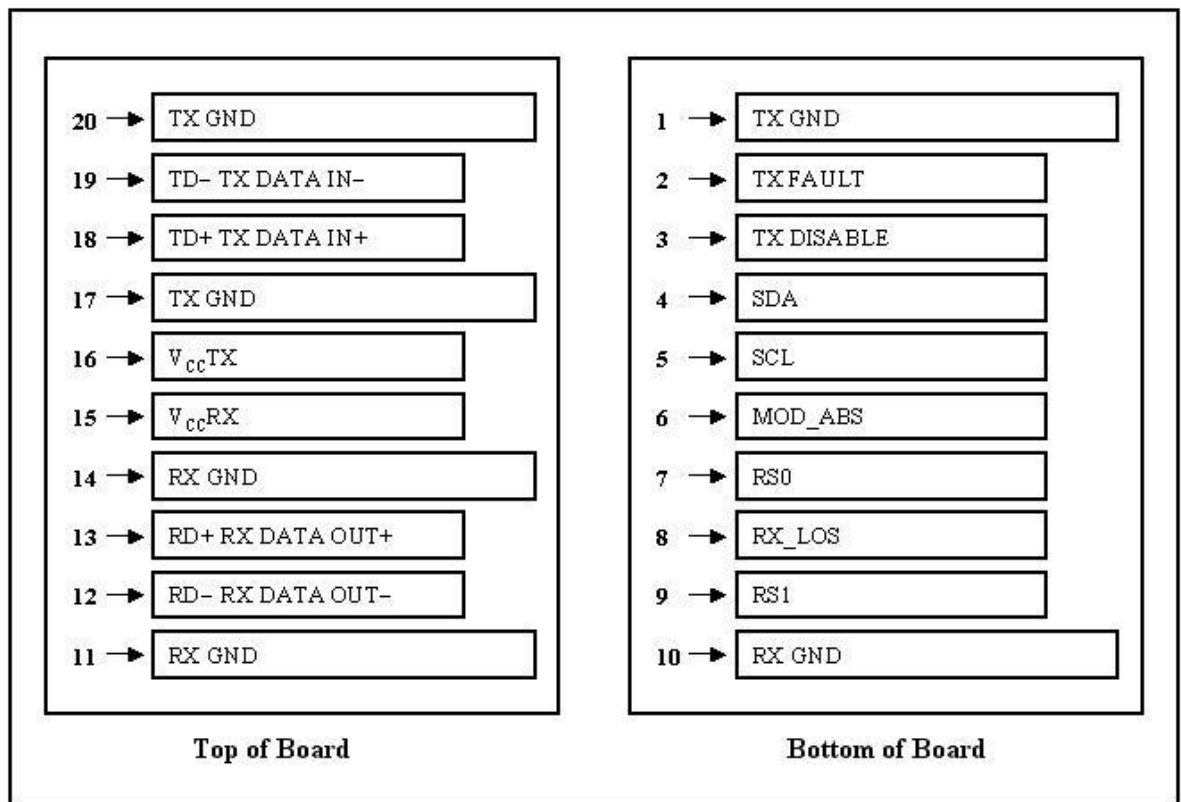 20 TX GND
19 TD− TX DATA IN−
18 TD+ TX DATA IN+
17 TX GND
16 VCCTX
15 VCCRX
14 RX GND
13 RD+ RX DATA OUT+
12 RD− RX DATA OUT−
11 RX GND
Top of Board
1 TX GND
2 TX FAULT
3 TX DISABLE
4 SDA
5 SCL
6 MOD_ABS
7 RS0
8 RX_LOS
9 RS1
10 RX GND
Bottom of Board